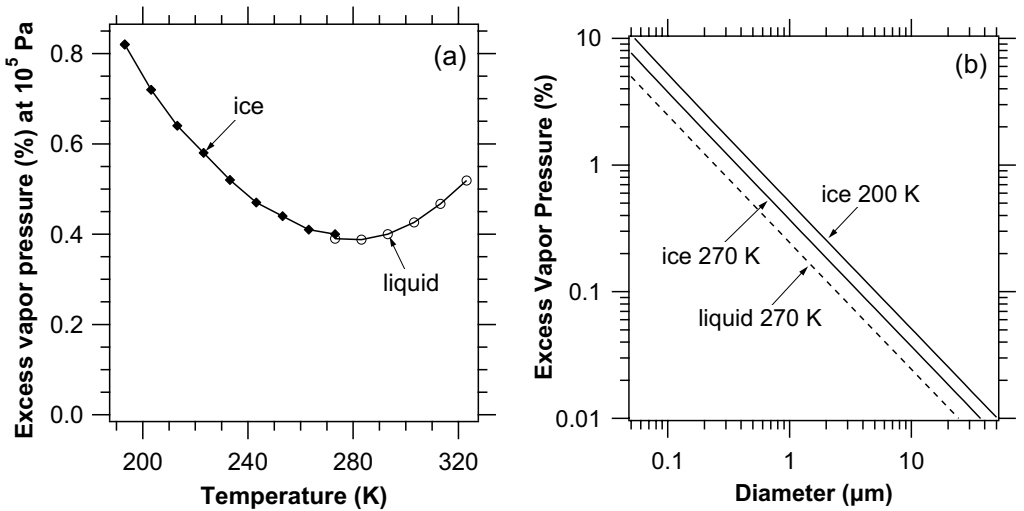 Excess vapor pressure (%) at 10⁵ Pa
0.8
0.6
0.4
0.2
0.0
(a)
ice
liquid
200
240
280
320
Temperature (K)
Excess Vapor Pressure (%)
10
1
0.1
0.01
(b)
ice 200 K
ice 270 K
liquid 270 K
0.1
1
10
Diameter (µm)